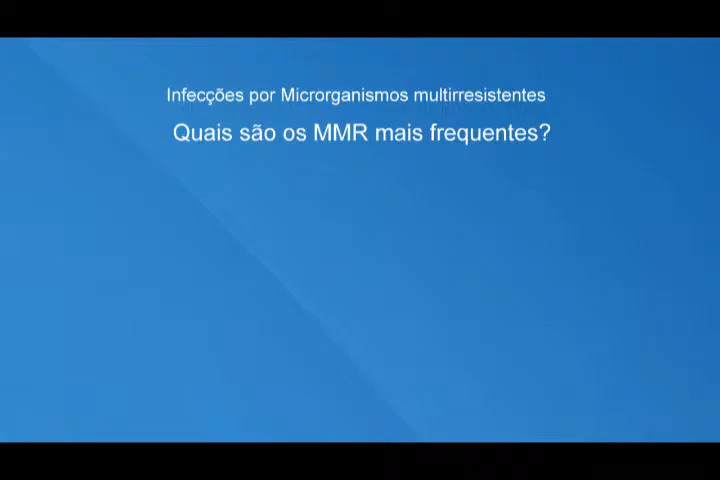 Infecções por Microrganismos multirresistentes
Quais são os MMR mais frequentes?